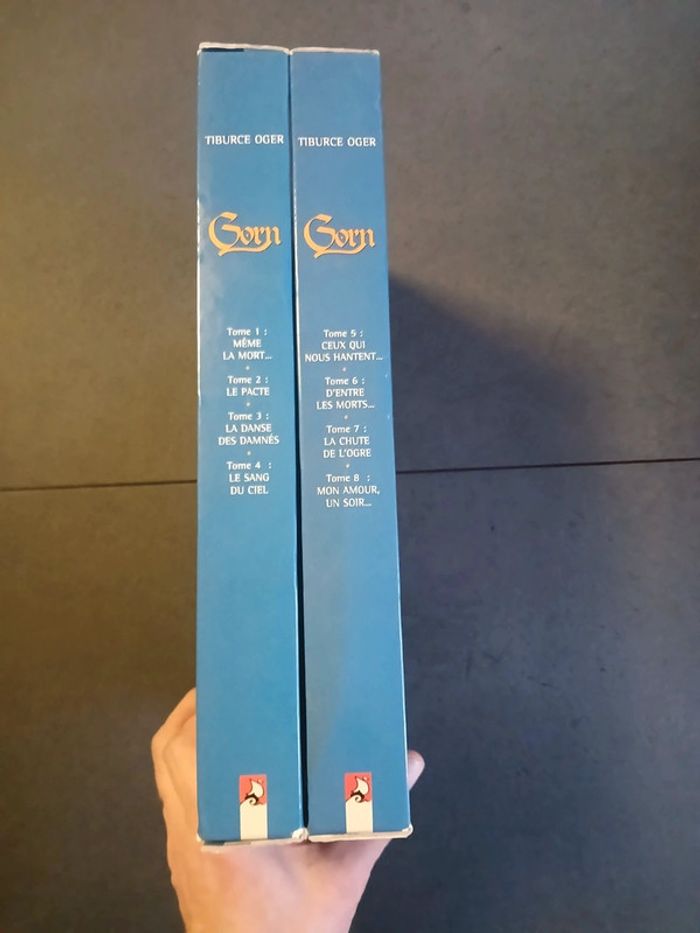 TIBURCE OGER
Gorn
Tome 1 :
MÊME
LA MORT...
Tome 2 :
LE PACTE
Tome 3 :
LA DANSE
DES DAMNÉS
Tome 4 :
LE SANG
DU CIEL
TIBURCE OGER
Gorn
Tome 5 :
CEUX QUI
NOUS HANTENT...
Tome 6 :
D'ENTRE
LES MORTS...
Tome 7 :
LA CHUTE
DE L'OGRE
Tome 8 :
MON AMOUR,
UN SOIR...